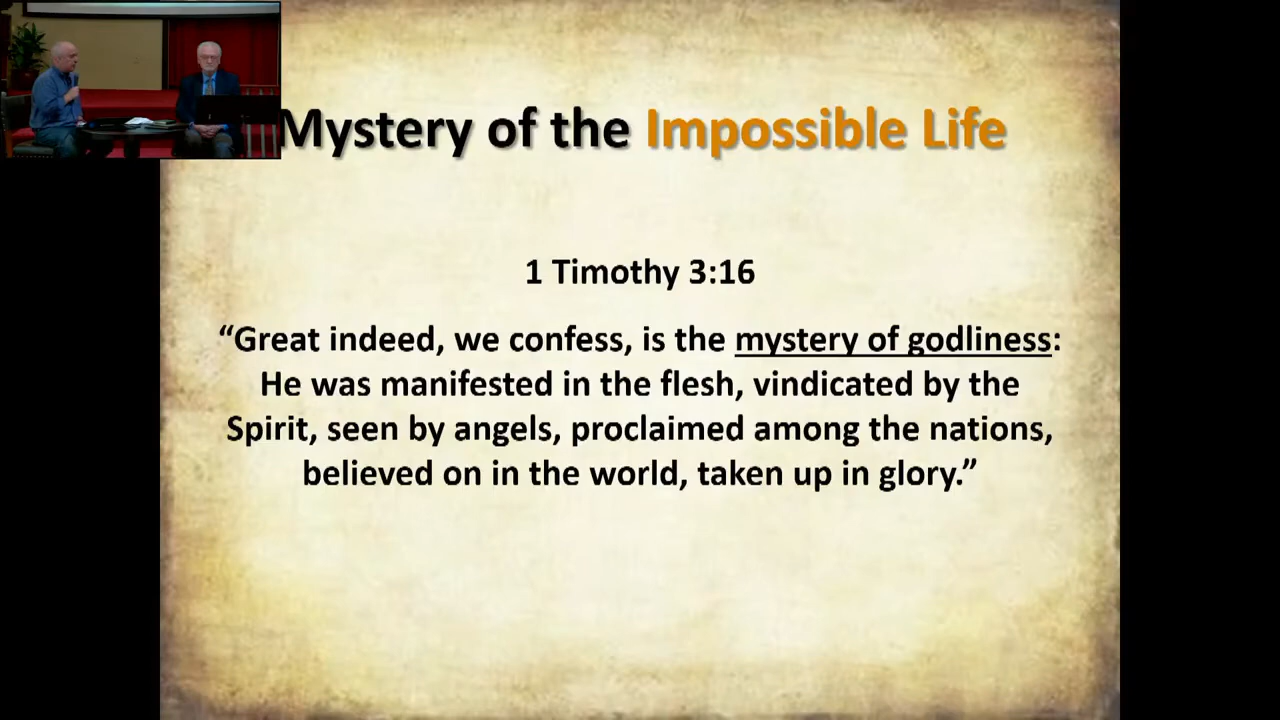 Mystery of the Impossible Life
1 Timothy 3:16
“Great indeed, we confess, is the mystery of godliness:
He was manifested in the flesh, vindicated by the
Spirit, seen by angels, proclaimed among the nations,
believed on in the world, taken up in glory.”